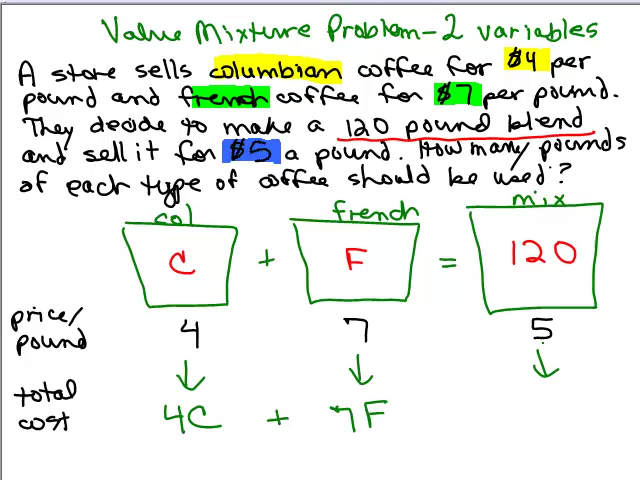 Value Mixture Problem - 2 variables
A store sells columbian coffee for $4 per
pound and french coffee for $7 per pound.
They decide to make a 120 pound blend
and sell it for $5 a pound. How many pounds
of each type of coffee should be used?
col french mix
C + F = 120
price/
pound 4 7 5
total
cost 4C + 7F